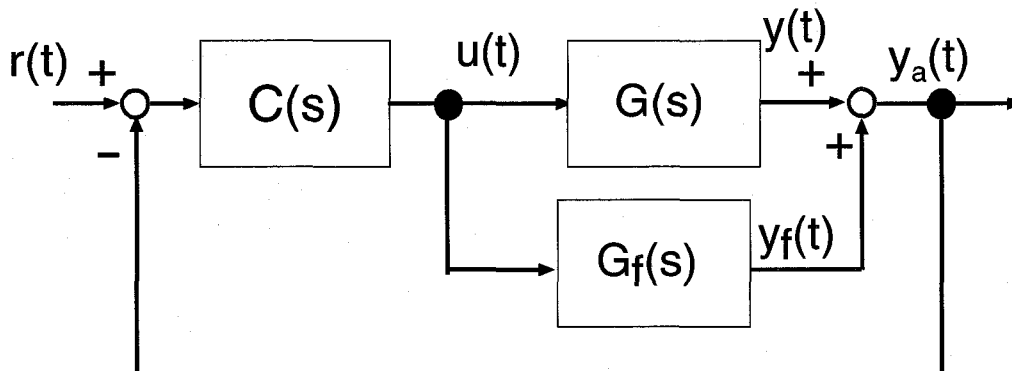 r(t)
+
−
C(s)
u(t)
G(s)
y(t)
+
y_a(t)
+
G_f(s)
y_f(t)